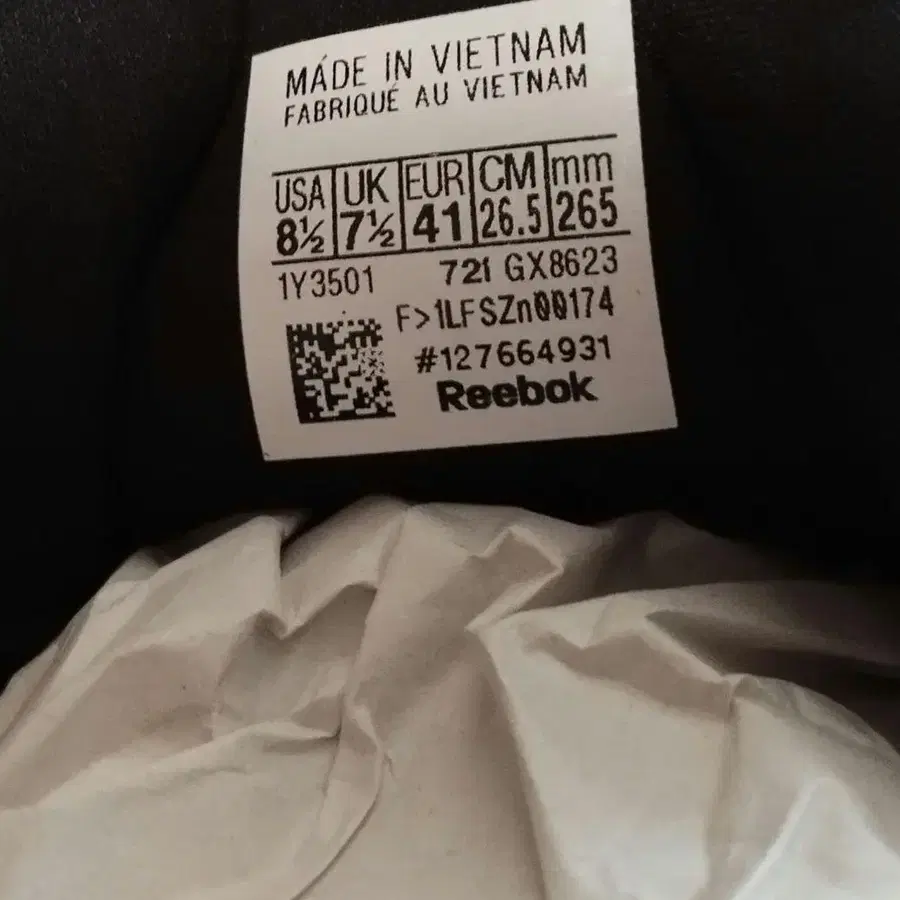 MADE IN VIETNAM
FABRIQUÉ AU VIETNAM
USA UK EUR CM mm
8½ 7½ 41 26.5 265
1Y3501 721 GX8623
F>1LFSZn00174
#127664931
Reebok